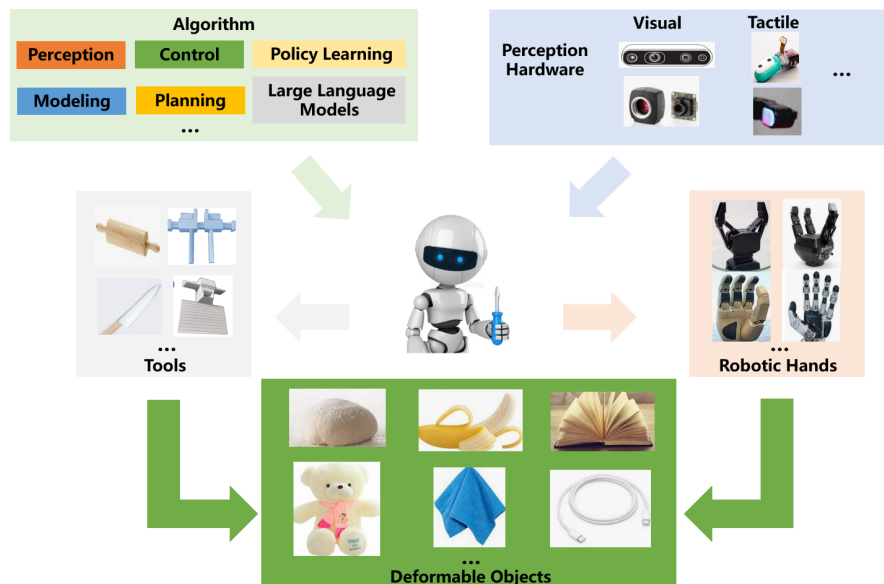 Algorithm
Perception
Control
Policy Learning
Modeling
Planning
Large Language
Models
...
Perception
Hardware
Visual
Tactile
...
...
Tools
...
Robotic Hands
...
Deformable Objects